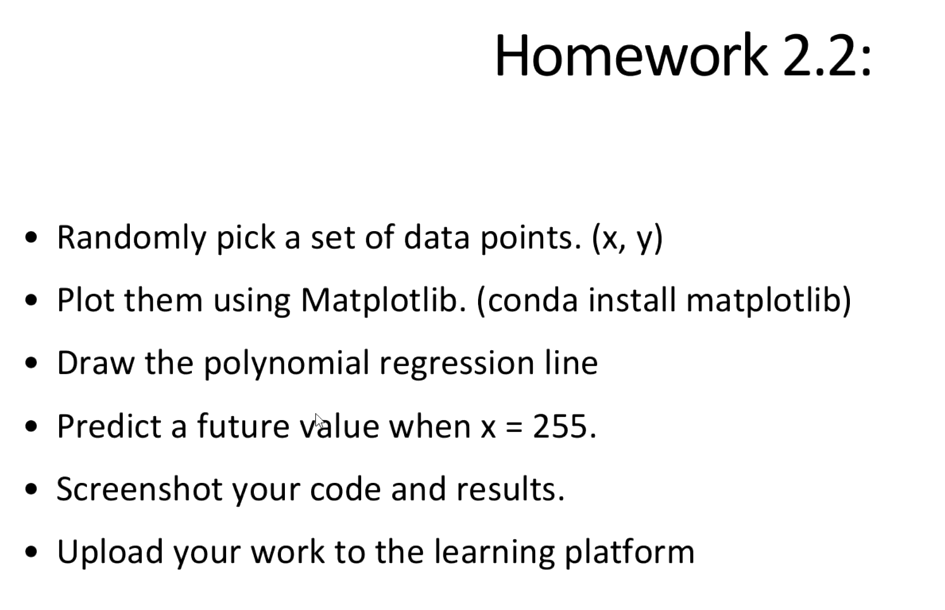 Homework 2.2:
• Randomly pick a set of data points. (x, y)
• Plot them using Matplotlib. (conda install matplotlib)
• Draw the polynomial regression line
• Predict a future value when x = 255.
• Screenshot your code and results.
• Upload your work to the learning platform